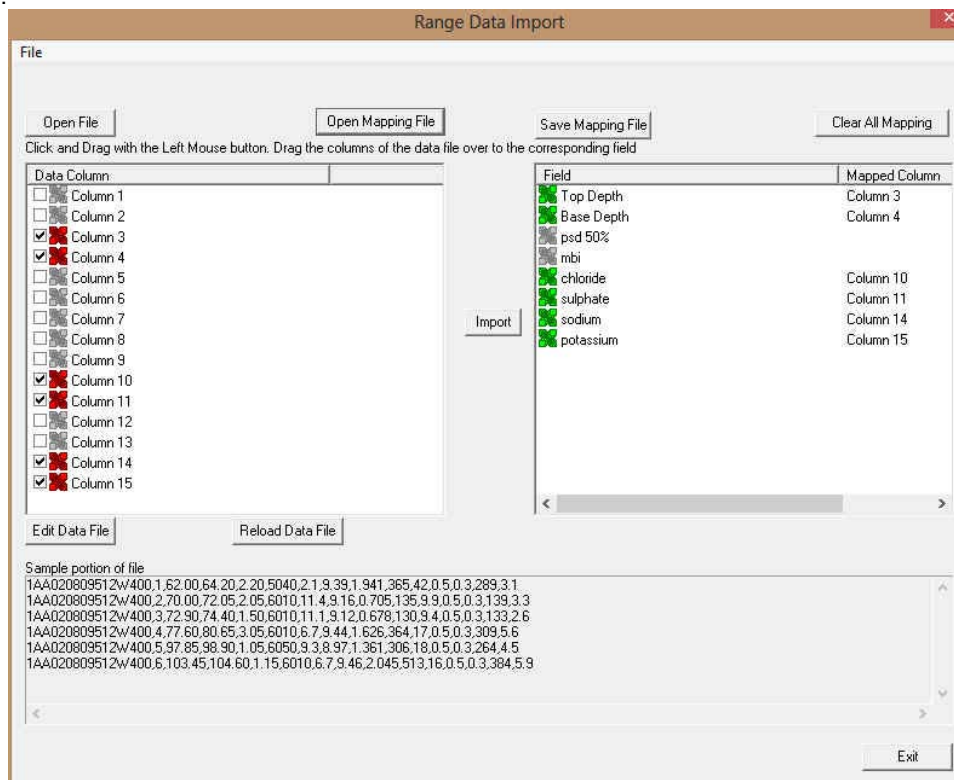 .
Range Data Import
File
Open File
Open Mapping File
Save Mapping File
Clear All Mapping
Click and Drag with the Left Mouse button. Drag the columns of the data file over to the corresponding field
Data Column
Column 1
Column 2
Column 3
Column 4
Column 5
Column 6
Column 7
Column 8
Column 9
Column 10
Column 11
Column 12
Column 13
Column 14
Column 15
Import
Field Mapped Column
Top Depth Column 3
Base Depth Column 4
psd 50%
mbi
chloride Column 10
sulphate Column 11
sodium Column 14
potassium Column 15
Edit Data File
Reload Data File
Sample portion of file
1AA020809512W400,1,62.00,64.20,2.20,5040,2.1,9.39,1.941,365,42,0.5,0.3,289,3.1
1AA020809512W400,2,70.00,72.05,2.05,6010,11.4,9.16,0.705,135,9.9,0.5,0.3,139,3.3
1AA020809512W400,3,72.90,74.40,1.50,6010,11.1,9.12,0.678,130,9.4,0.5,0.3,133,2.6
1AA020809512W400,4,77.60,80.65,3.05,6010,6.7,9.44,1.626,364,17,0.5,0.3,309,5.6
1AA020809512W400,5,97.85,98.90,1.05,6050,9.3,8.97,1.361,306,18,0.5,0.3,264,4.5
1AA020809512W400,6,103.45,104.60,1.15,6010,6.7,9.46,2.045,513,16,0.5,0.3,384,5.9
Exit